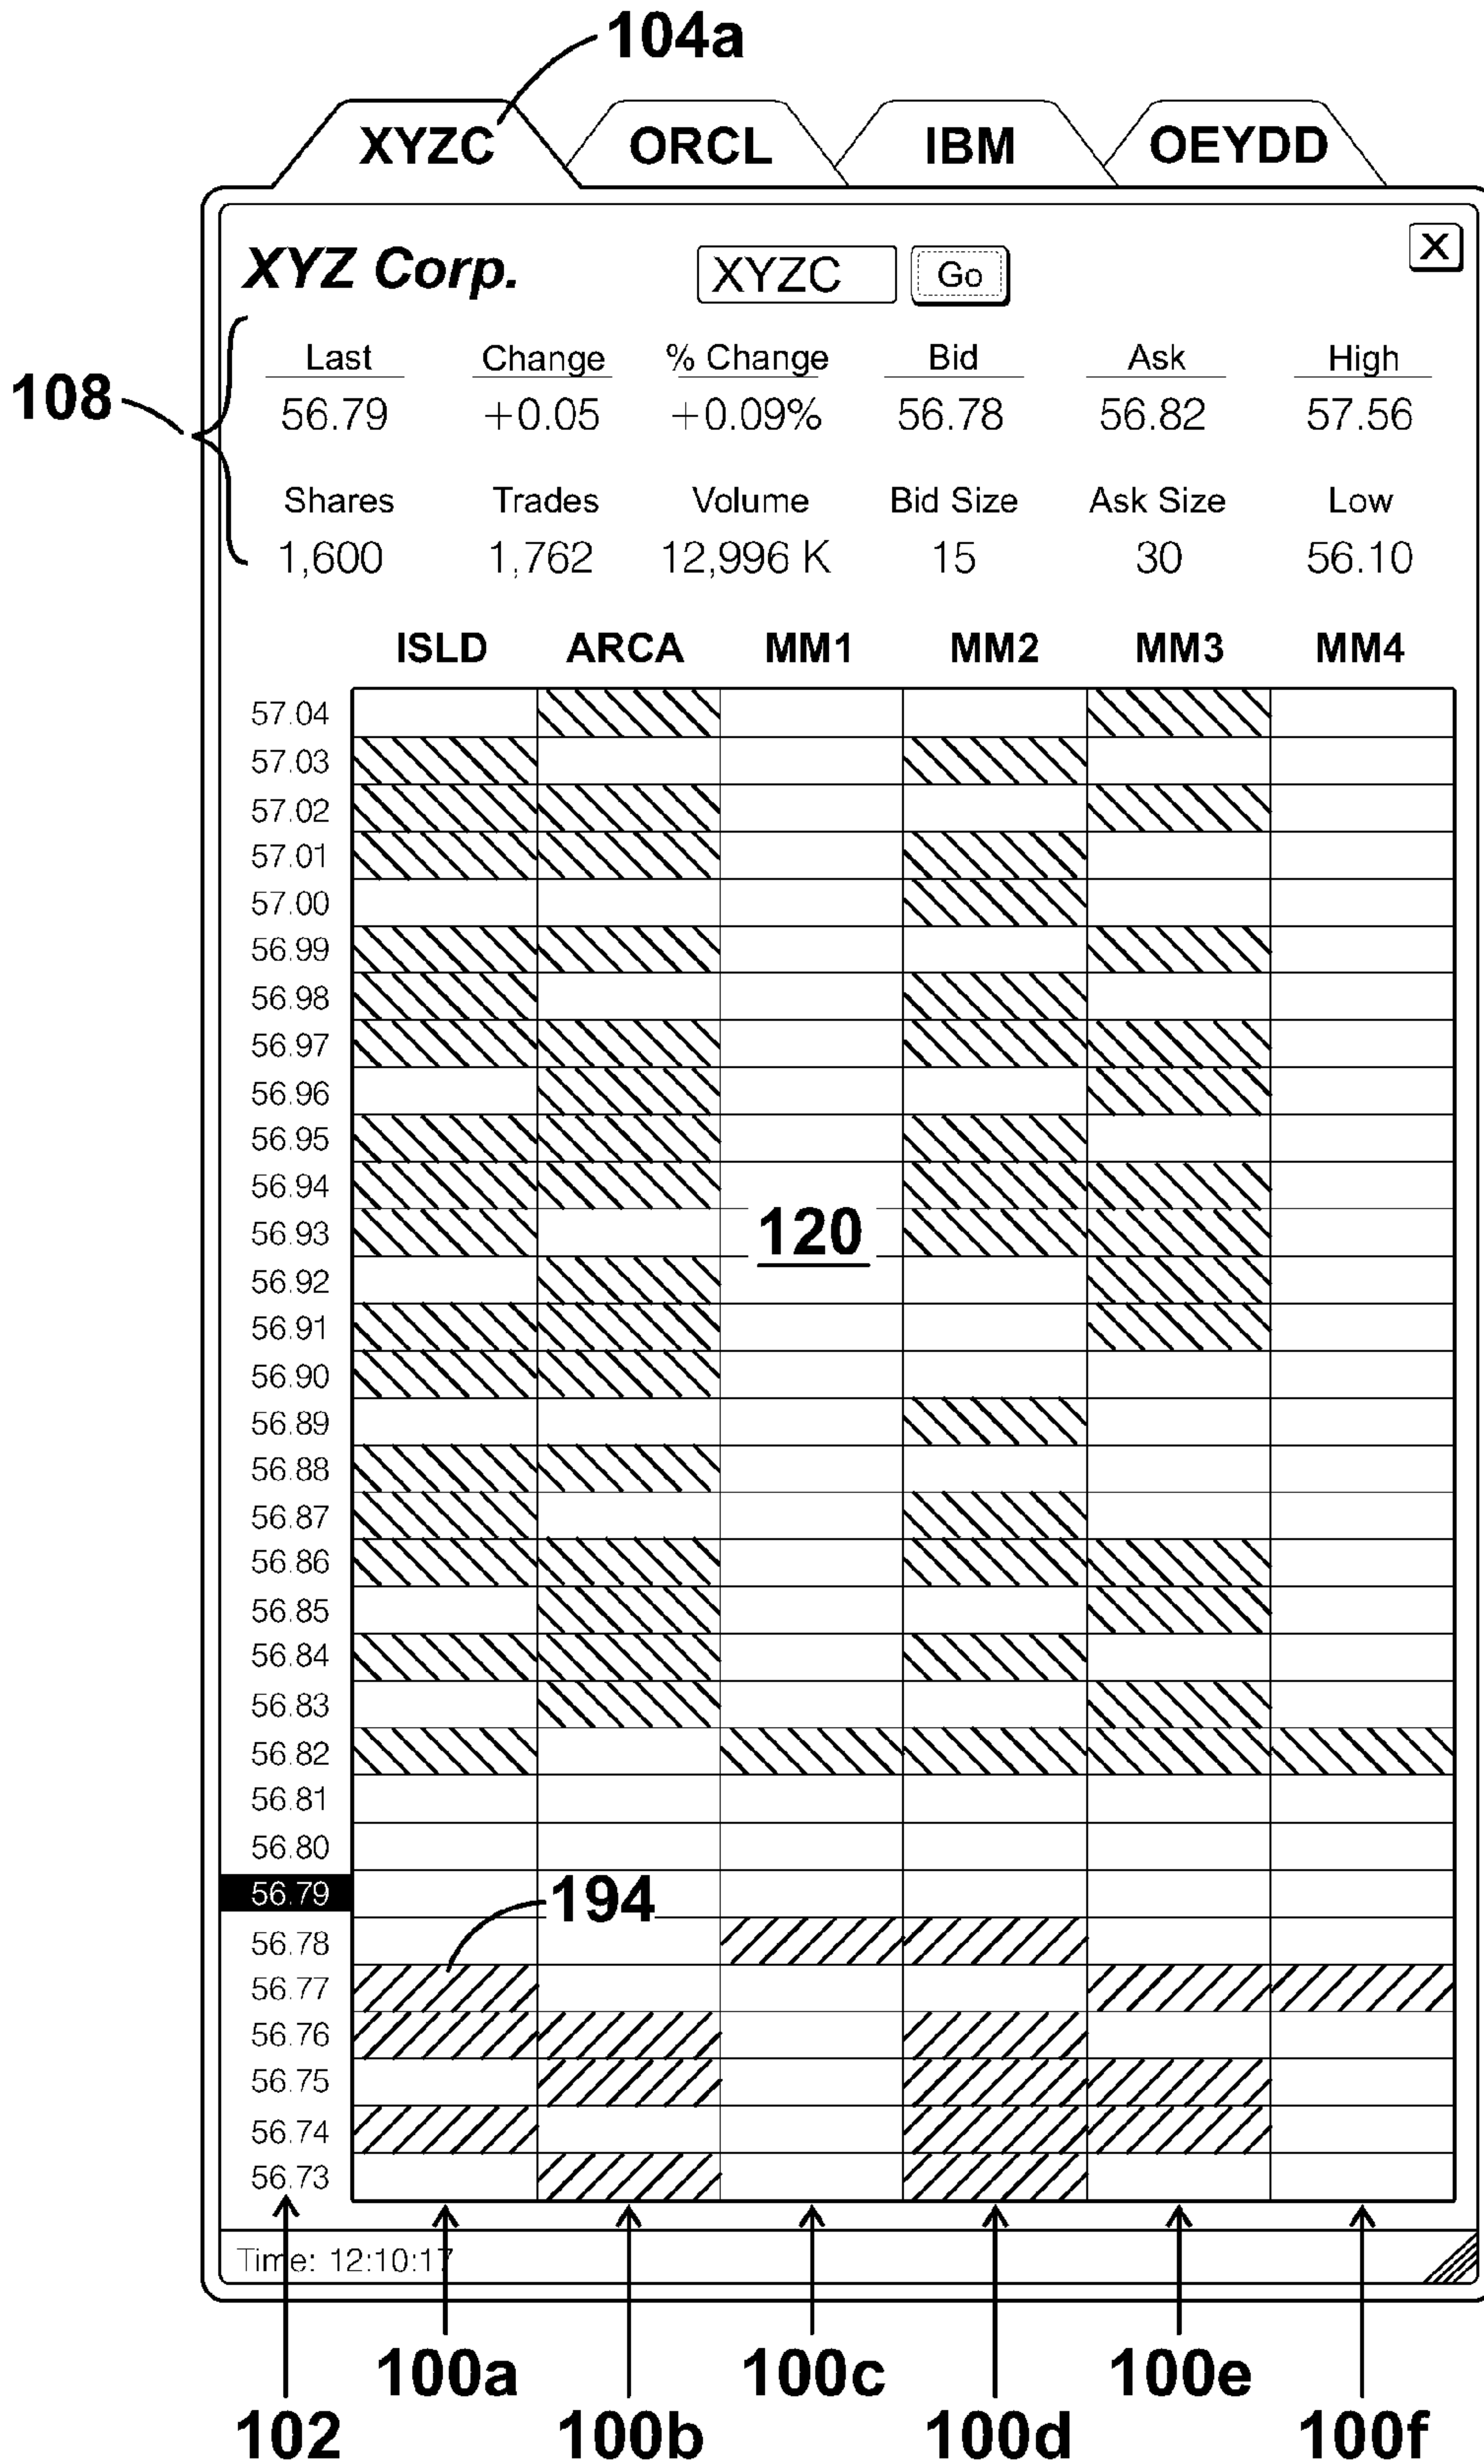 104a
XYZC ORCL IBM OEYDD
X
XYZ Corp. XYZC Go
Last Change % Change Bid Ask High
108
56.79 +0.05 +0.09% 56.78 56.82 57.56
Shares Trades Volume Bid Size Ask Size Low
1,600 1,762 12,996 K 15 30 56.10
ISLD ARCA MM1 MM2 MM3 MM4
57.04
57.03
57.02
57.01
57.00
56.99
56.98
56.97
56.96
56.95
56.94
56.93 120
56.92
56.91
56.90
56.89
56.88
56.87
56.86
56.85
56.84
56.83
56.82
56.81
56.80
56.79 194
56.78
56.77
56.76
56.75
56.74
56.73
Time: 12:10:17
100a 100c 100e
102 100b 100d 100f